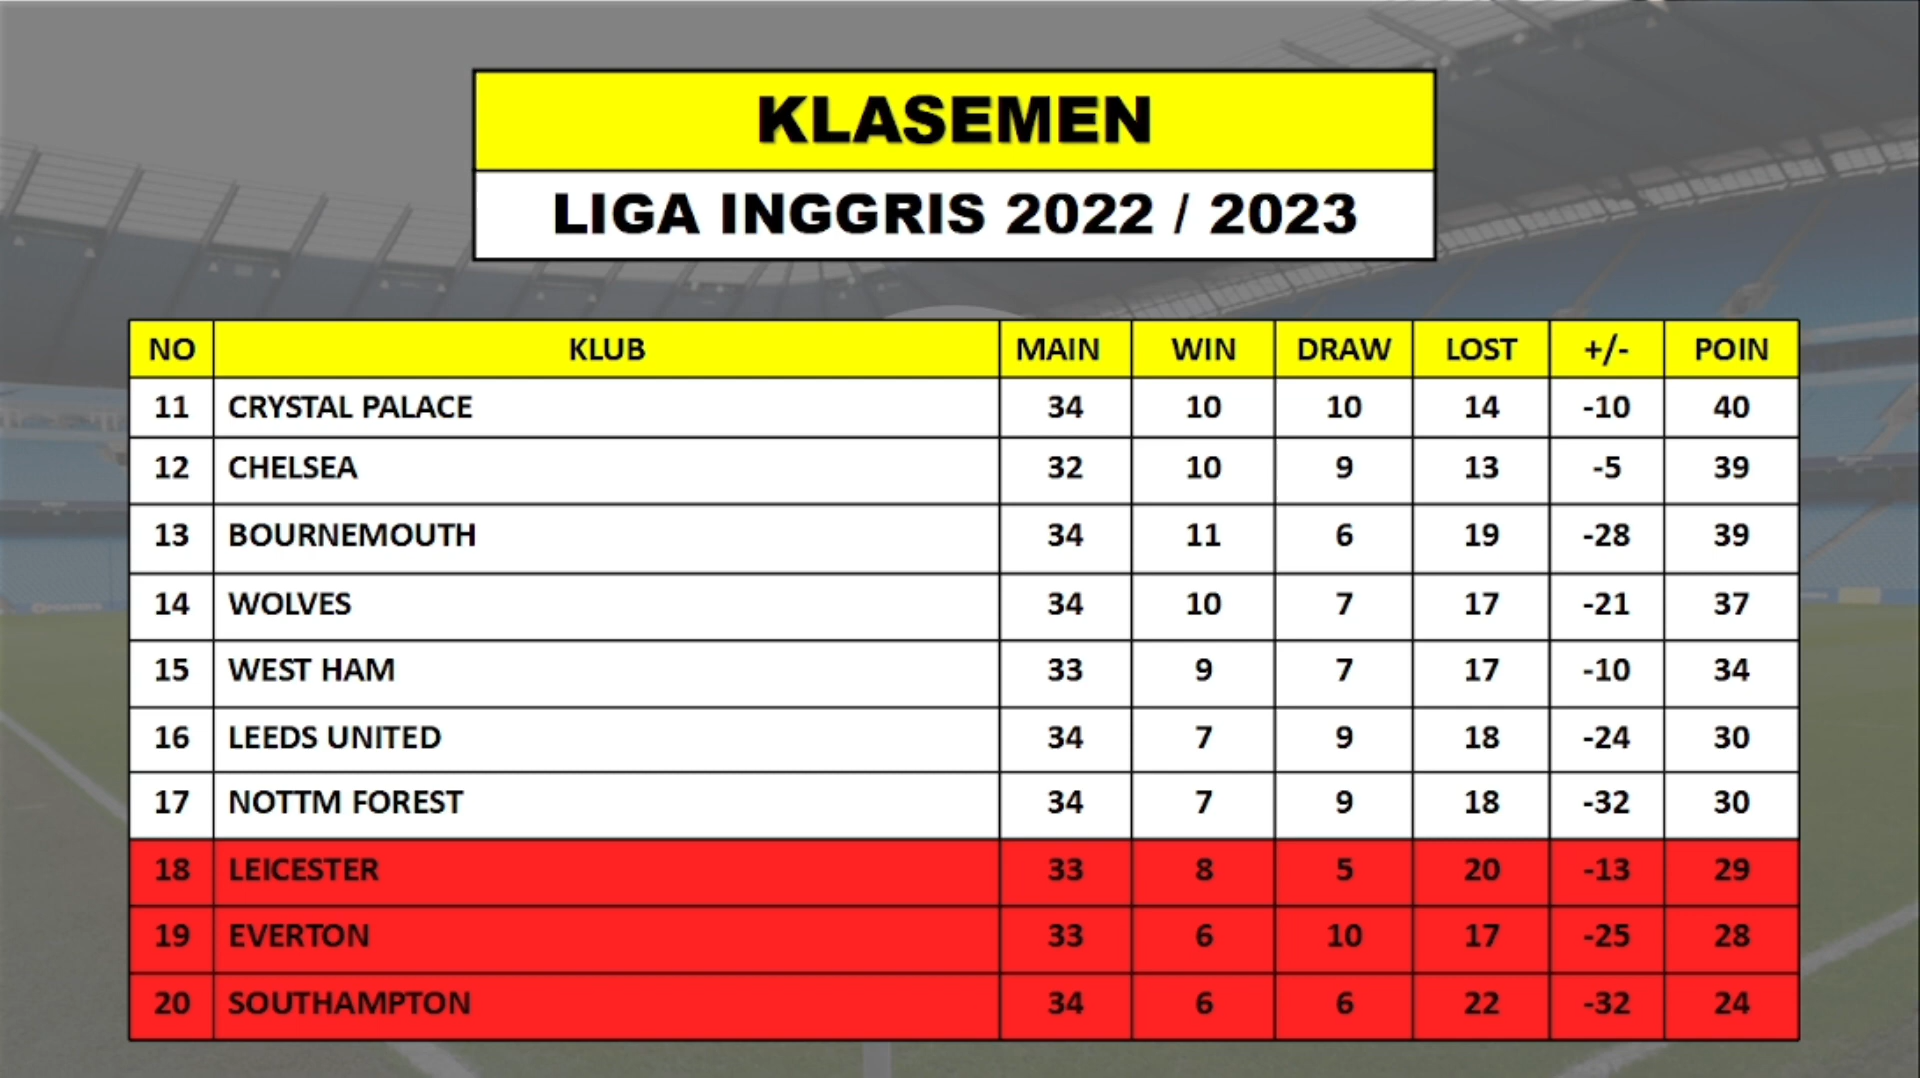 KLASEMEN
LIGA INGGRIS 2022 / 2023
NO KLUB MAIN WIN DRAW LOST +/- POIN
11 CRYSTAL PALACE 34 10 10 14 -10 40
12 CHELSEA 32 10 9 13 -5 39
13 BOURNEMOUTH 34 11 6 19 -28 39
14 WOLVES 34 10 7 17 -21 37
15 WEST HAM 33 9 7 17 -10 34
16 LEEDS UNITED 34 7 9 18 -24 30
17 NOTTM FOREST 34 7 9 18 -32 30
18 LEICESTER 33 8 5 20 -13 29
19 EVERTON 33 6 10 17 -25 28
20 SOUTHAMPTON 34 6 6 22 -32 24